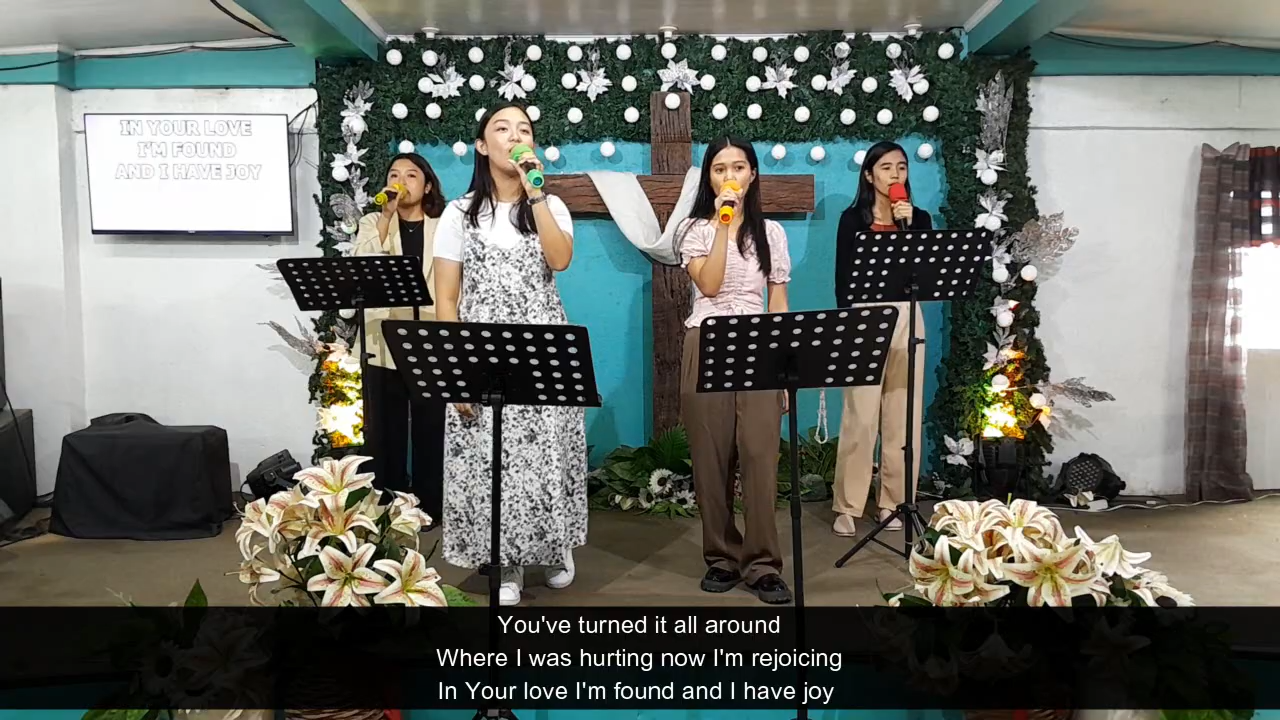 IN YOUR LOVE
I'M FOUND
AND I HAVE JOY
You've turned it all around
Where I was hurting now I'm rejoicing
In Your love I'm found and I have joy